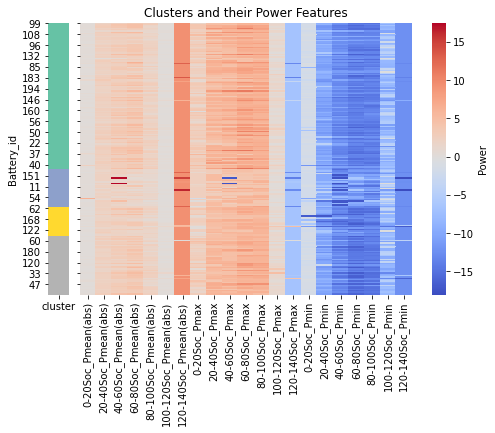 Clusters and their Power Features
Battery_id
99
108
96
132
85
183
194
146
160
56
50
22
37
40
151
11
54
62
168
122
60
180
120
33
47
cluster
0-20Soc_Pmean(abs)
20-40Soc_Pmean(abs)
40-60Soc_Pmean(abs)
60-80Soc_Pmean(abs)
80-100Soc_Pmean(abs)
100-120Soc_Pmean(abs)
120-140Soc_Pmean(abs)
0-20Soc_Pmax
20-40Soc_Pmax
40-60Soc_Pmax
60-80Soc_Pmax
80-100Soc_Pmax
100-120Soc_Pmax
120-140Soc_Pmax
0-20Soc_Pmin
20-40Soc_Pmin
40-60Soc_Pmin
60-80Soc_Pmin
80-100Soc_Pmin
100-120Soc_Pmin
120-140Soc_Pmin
15
10
5
0
−5
−10
−15
Power